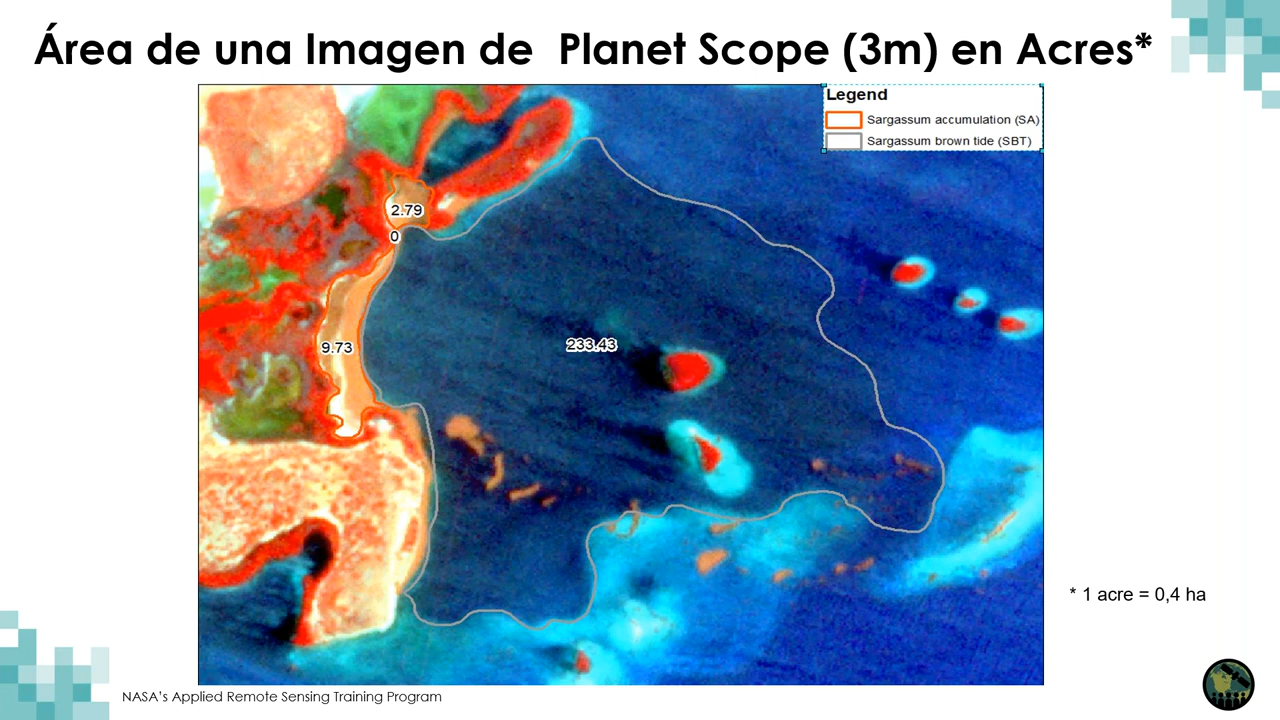 Área de una Imagen de Planet Scope (3m) en Acres*
Legend
Sargassum accumulation (SA)
Sargassum brown tide (SBT)
2.79
0
9.73
233.43
* 1 acre = 0,4 ha
NASA's Applied Remote Sensing Training Program